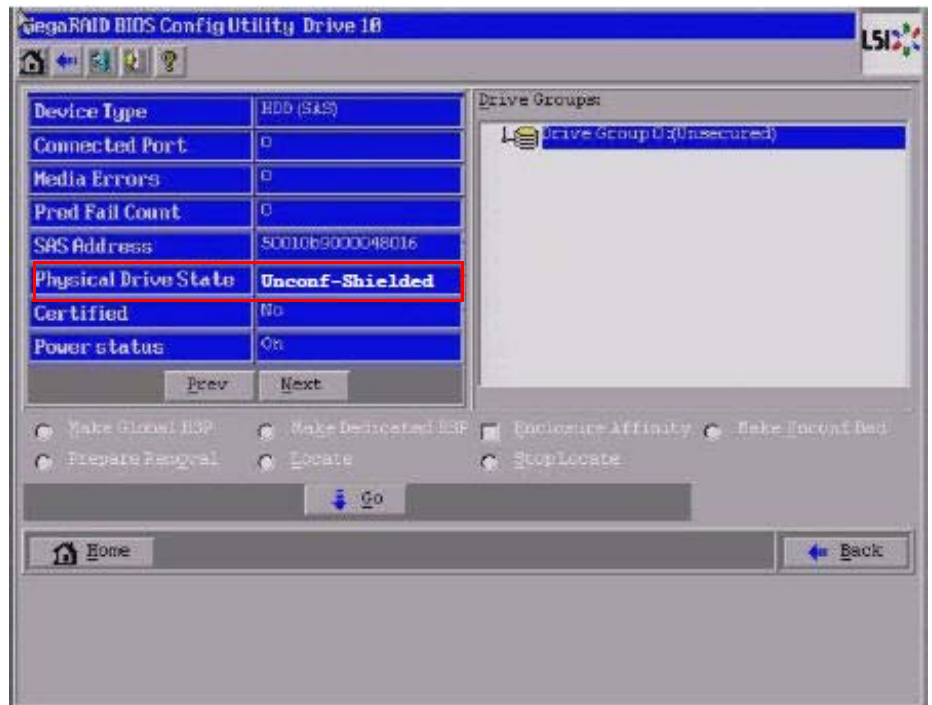 MegaRAID BIOS Config Utility Drive 10
LSI
Device Type HDD (SAS)
Connected Port 0
Media Errors 0
Pred Fail Count 0
SAS Address 50010b9000048016
Physical Drive State Unconf-Shielded
Certified No
Power status On
Prev Next
Drive Groups:
Drive Group 0:(Unsecured)
Make Global HSP Make Dedicated HSP Enclosure Affinity Make Unconf Bad
Prepare Removal Locate Stop Locate
Go
Home Back